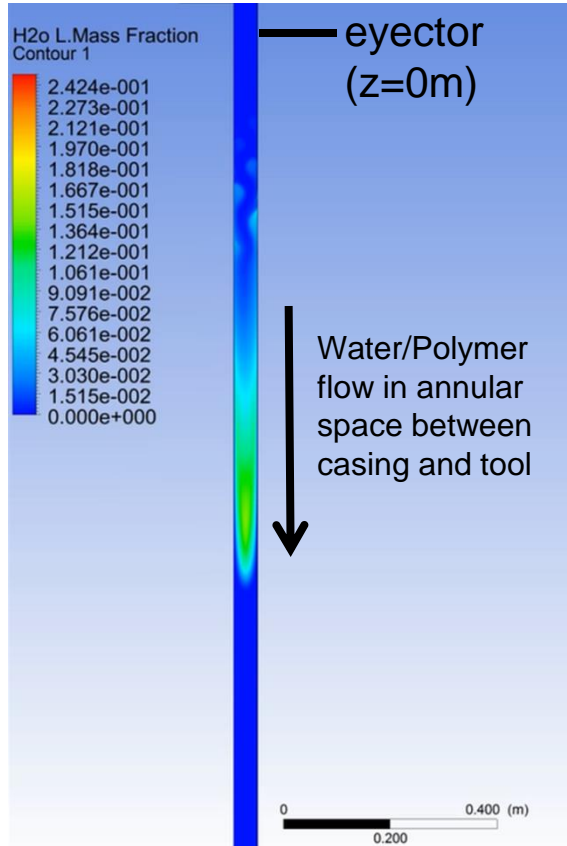 H2o L.Mass Fraction
Contour 1
2.424e-001
2.273e-001
2.121e-001
1.970e-001
1.818e-001
1.667e-001
1.515e-001
1.364e-001
1.212e-001
1.061e-001
9.091e-002
7.576e-002
6.061e-002
4.545e-002
3.030e-002
1.515e-002
0.000e+000
eyector
(z=0m)
Water/Polymer
flow in annular
space between
casing and tool
0 0.400 (m)
0.200